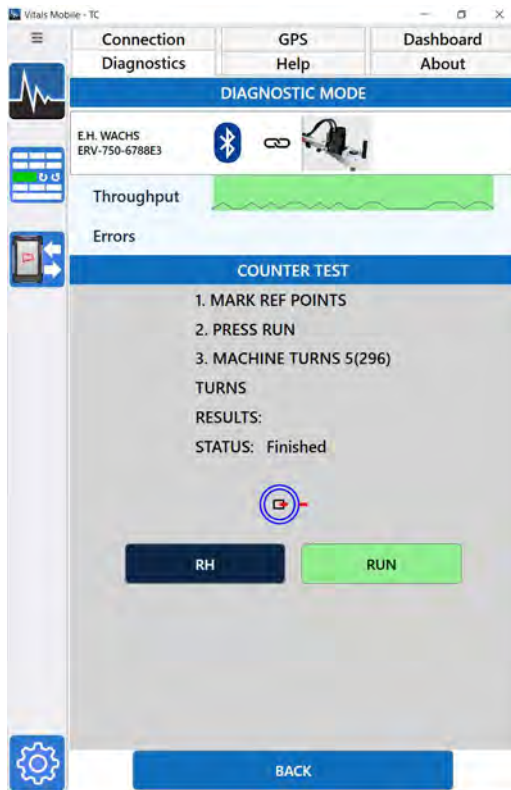 Vitals Mobile - TC
Connection GPS Dashboard
Diagnostics Help About
DIAGNOSTIC MODE
E.H. WACHS
ERV-750-6788E3
Throughput
Errors
COUNTER TEST
1. MARK REF POINTS
2. PRESS RUN
3. MACHINE TURNS 5(296)
TURNS
RESULTS:
STATUS: Finished
RH RUN
BACK